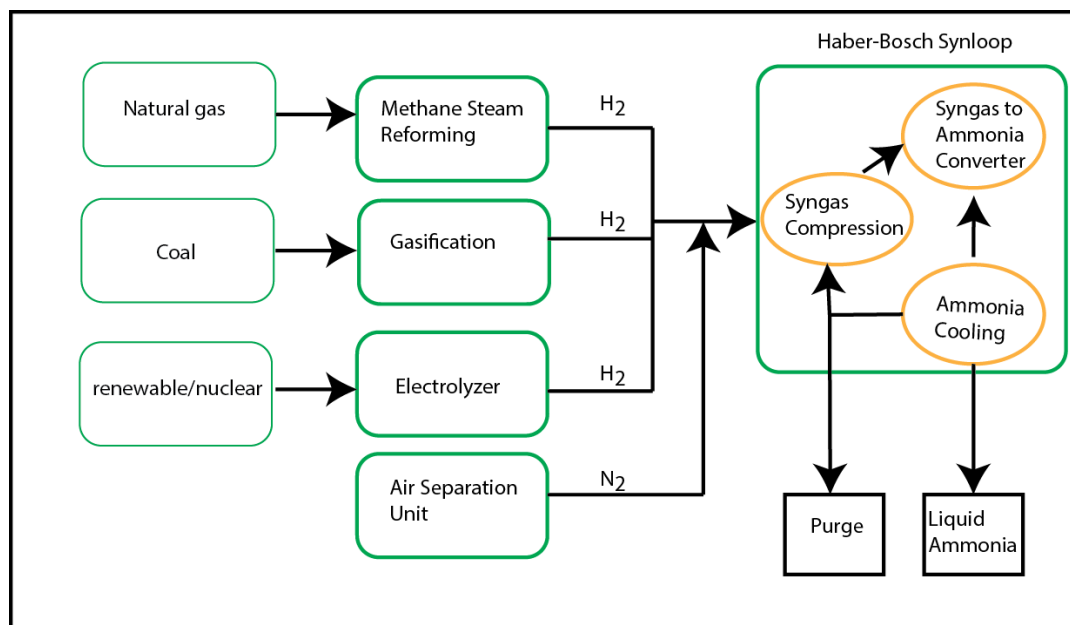 Haber-Bosch Synloop
Natural gas
Methane Steam
Reforming
H2
Syngas to
Ammonia
Converter
Coal
Gasification
H2
Syngas
Compression
renewable/nuclear
Electrolyzer
H2
Ammonia
Cooling
Air Separation
Unit
N2
Purge
Liquid
Ammonia